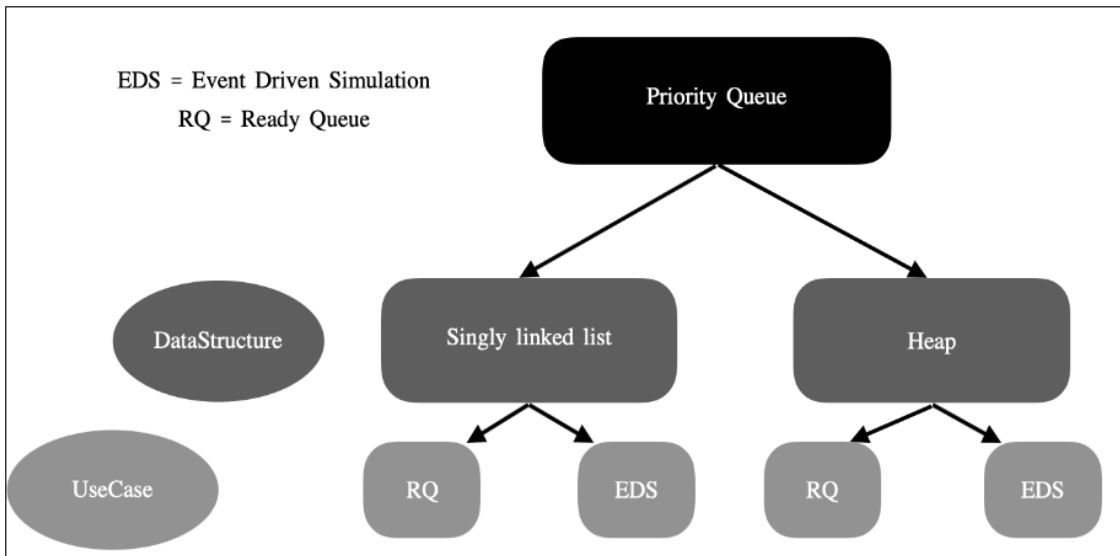 EDS = Event Driven Simulation
RQ = Ready Queue
Priority Queue
DataStructure
Singly linked list
Heap
UseCase
RQ
EDS
RQ
EDS